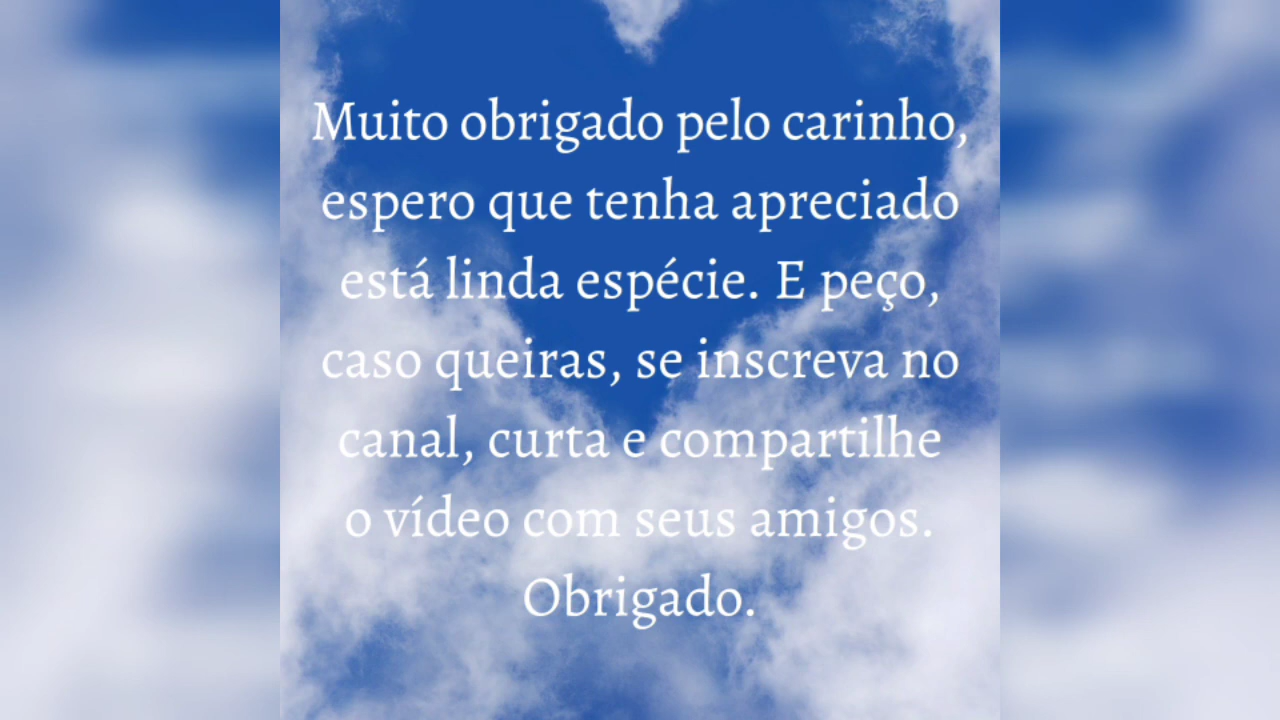 Muito obrigado pelo carinho,
espero que tenha apreciado
está linda espécie. E peço,
caso queiras, se inscreva no
canal, curta e compartilhe
o vídeo com seus amigos.
Obrigado.